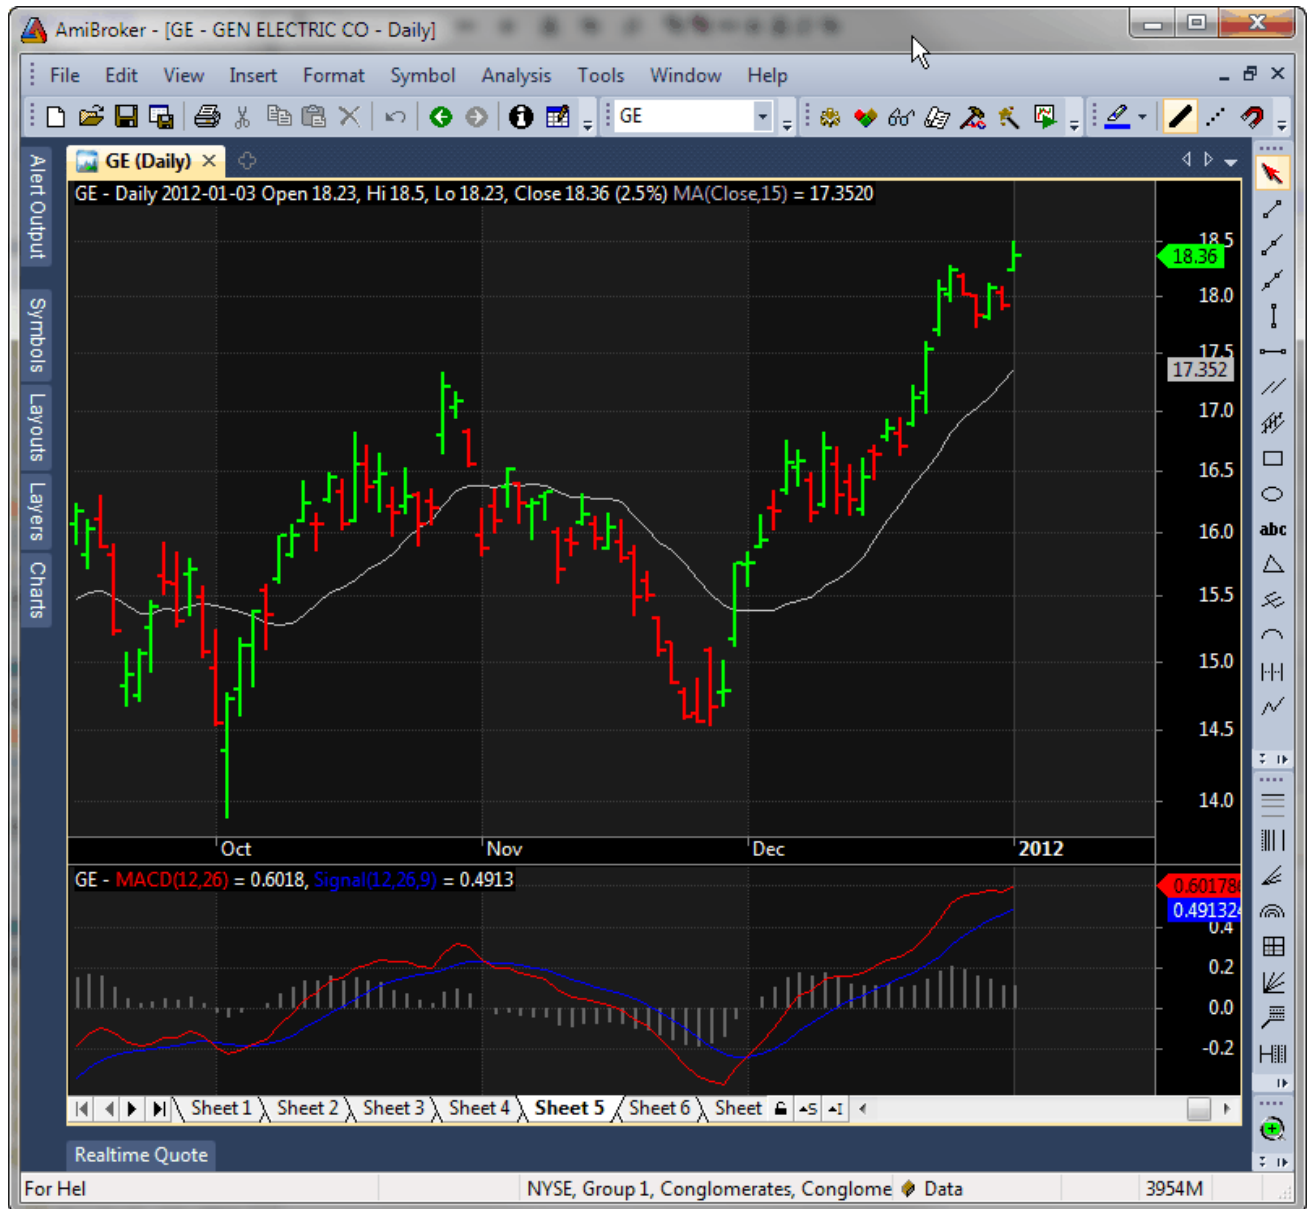 AmiBroker - [GE - GEN ELECTRIC CO - Daily]
File Edit View Insert Format Symbol Analysis Tools Window Help
GE
GE (Daily)
Alert Output
Symbols
Layouts
Layers
Charts
GE - Daily 2012-01-03 Open 18.23, Hi 18.5, Lo 18.23, Close 18.36 (2.5%) MA(Close,15) = 17.3520
18.5
18.36
18.0
17.5
17.352
17.0
16.5
16.0
15.5
15.0
14.5
14.0
Oct Nov Dec 2012
GE - MACD(12,26) = 0.6018, Signal(12,26,9) = 0.4913
0.60178
0.491324
0.4
0.2
0.0
-0.2
abc
Sheet 1 Sheet 2 Sheet 3 Sheet 4 Sheet 5 Sheet 6 Sheet S I
Realtime Quote
For Hel NYSE, Group 1, Conglomerates, Conglome Data 3954M